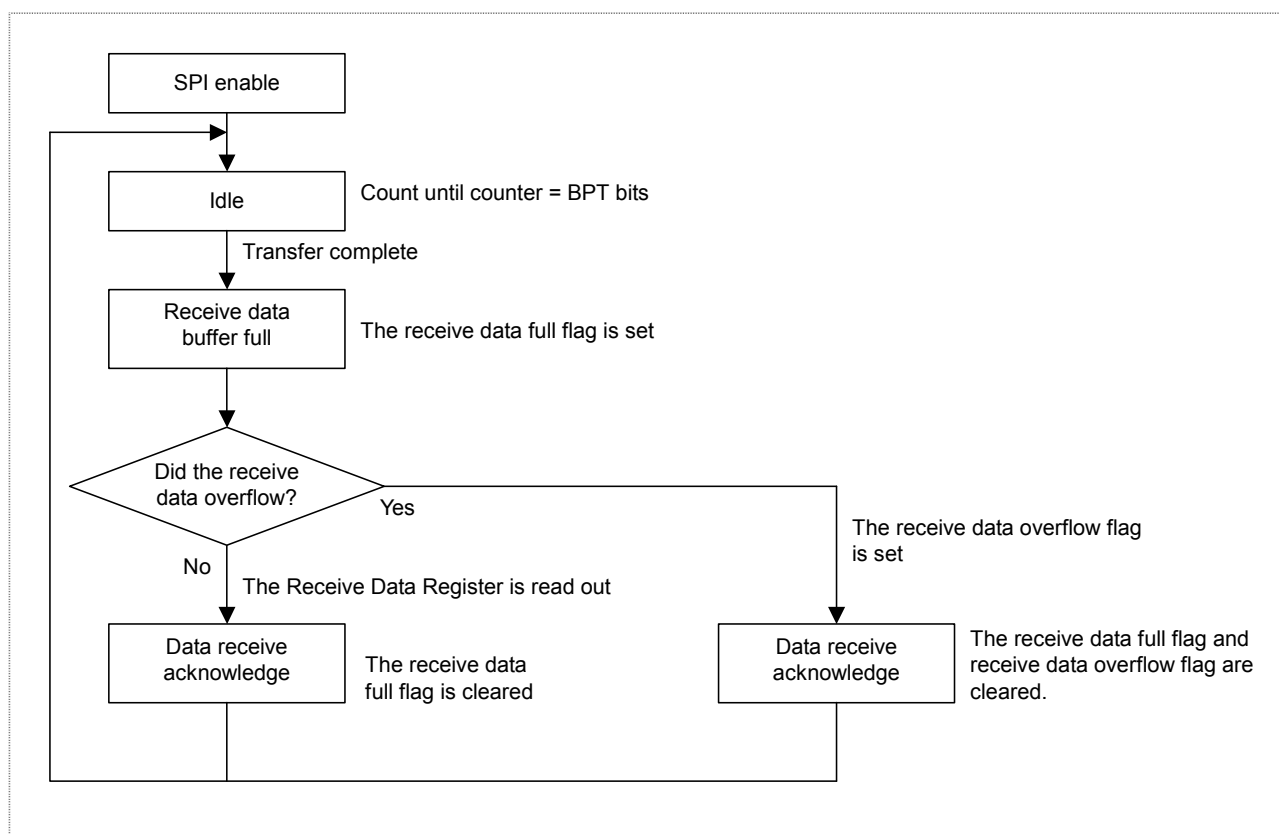 SPI enable
Idle
Count until counter = BPT bits
Transfer complete
Receive data
buffer full
The receive data full flag is set
Did the receive
data overflow?
Yes
The receive data overflow flag
is set
No
The Receive Data Register is read out
Data receive
acknowledge
The receive data
full flag is cleared
Data receive
acknowledge
The receive data full flag and
receive data overflow flag are
cleared.